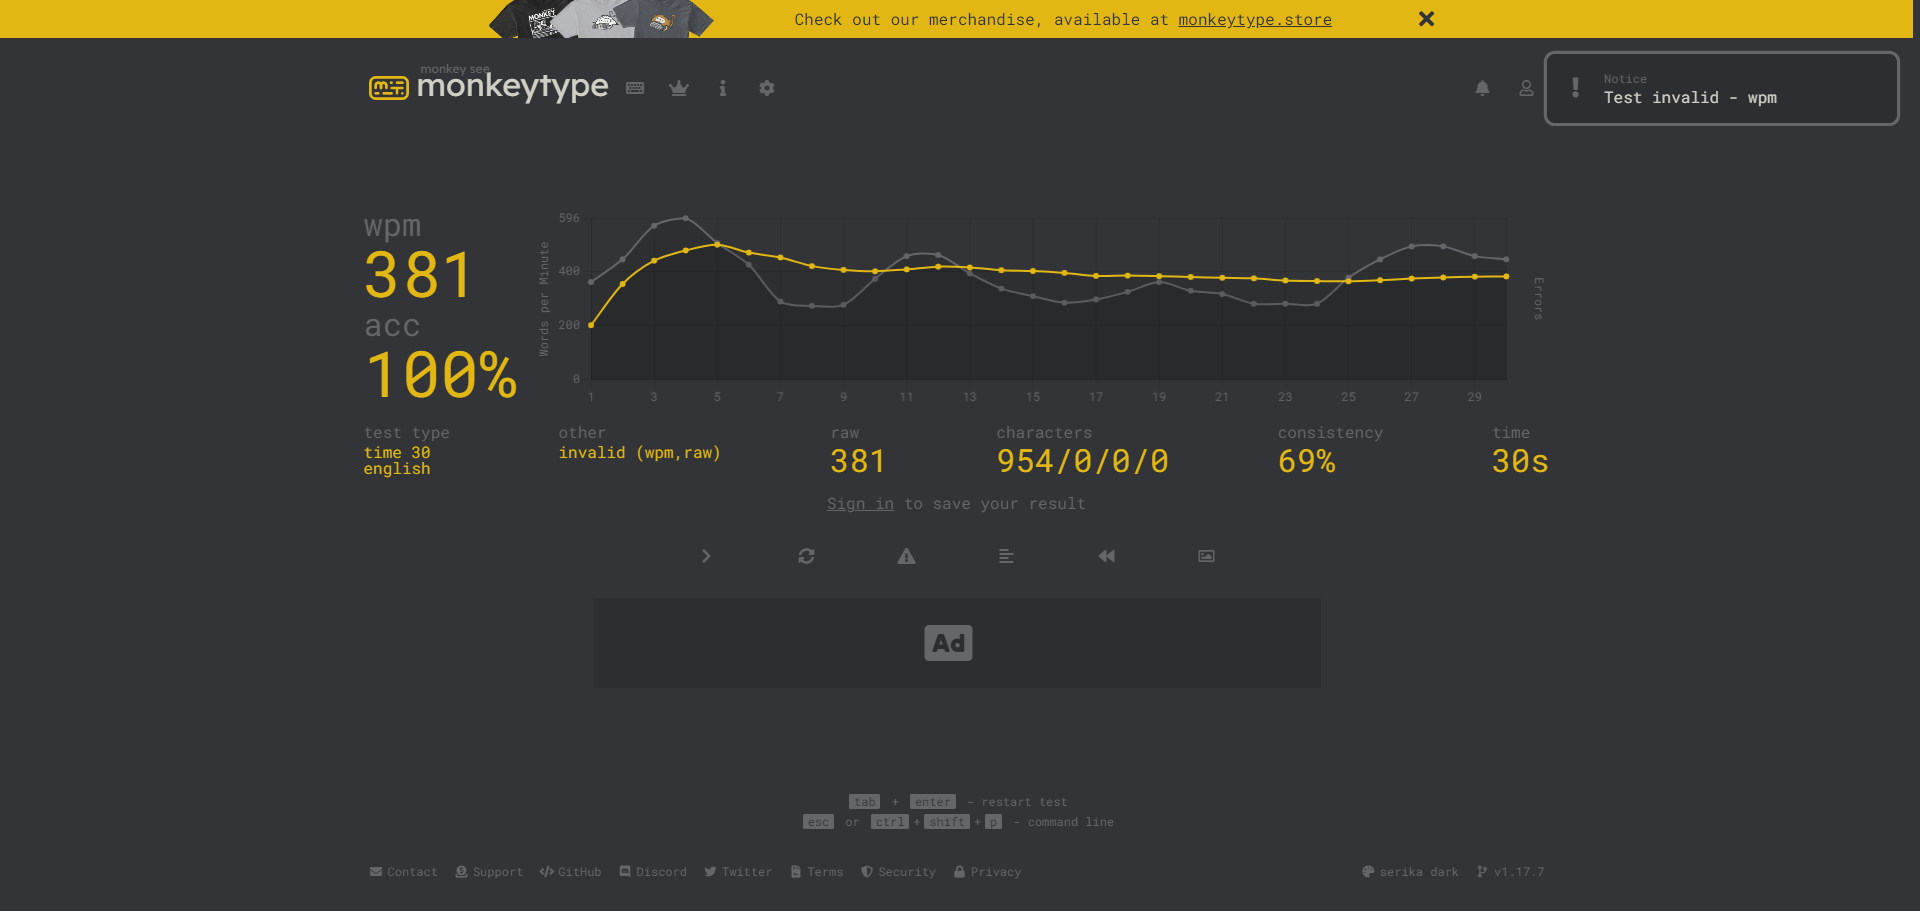 Check out our merchandise, available at monkeytype.store
monkey see
monkeytype
Notice
Test invalid - wpm
wpm
381
acc
100%
Words per Minute
596
400
200
0
1 3 5 7 9 11 13 15 17 19 21 23 25 27 29
Errors
test type
time 30
english
other
invalid (wpm,raw)
raw
381
characters
954/0/0/0
consistency
69%
time
30s
Sign in to save your result
Ad
tab + enter - restart test
esc or ctrl + shift + p - command line
Contact Support GitHub Discord Twitter Terms Security Privacy serika dark v1.17.7